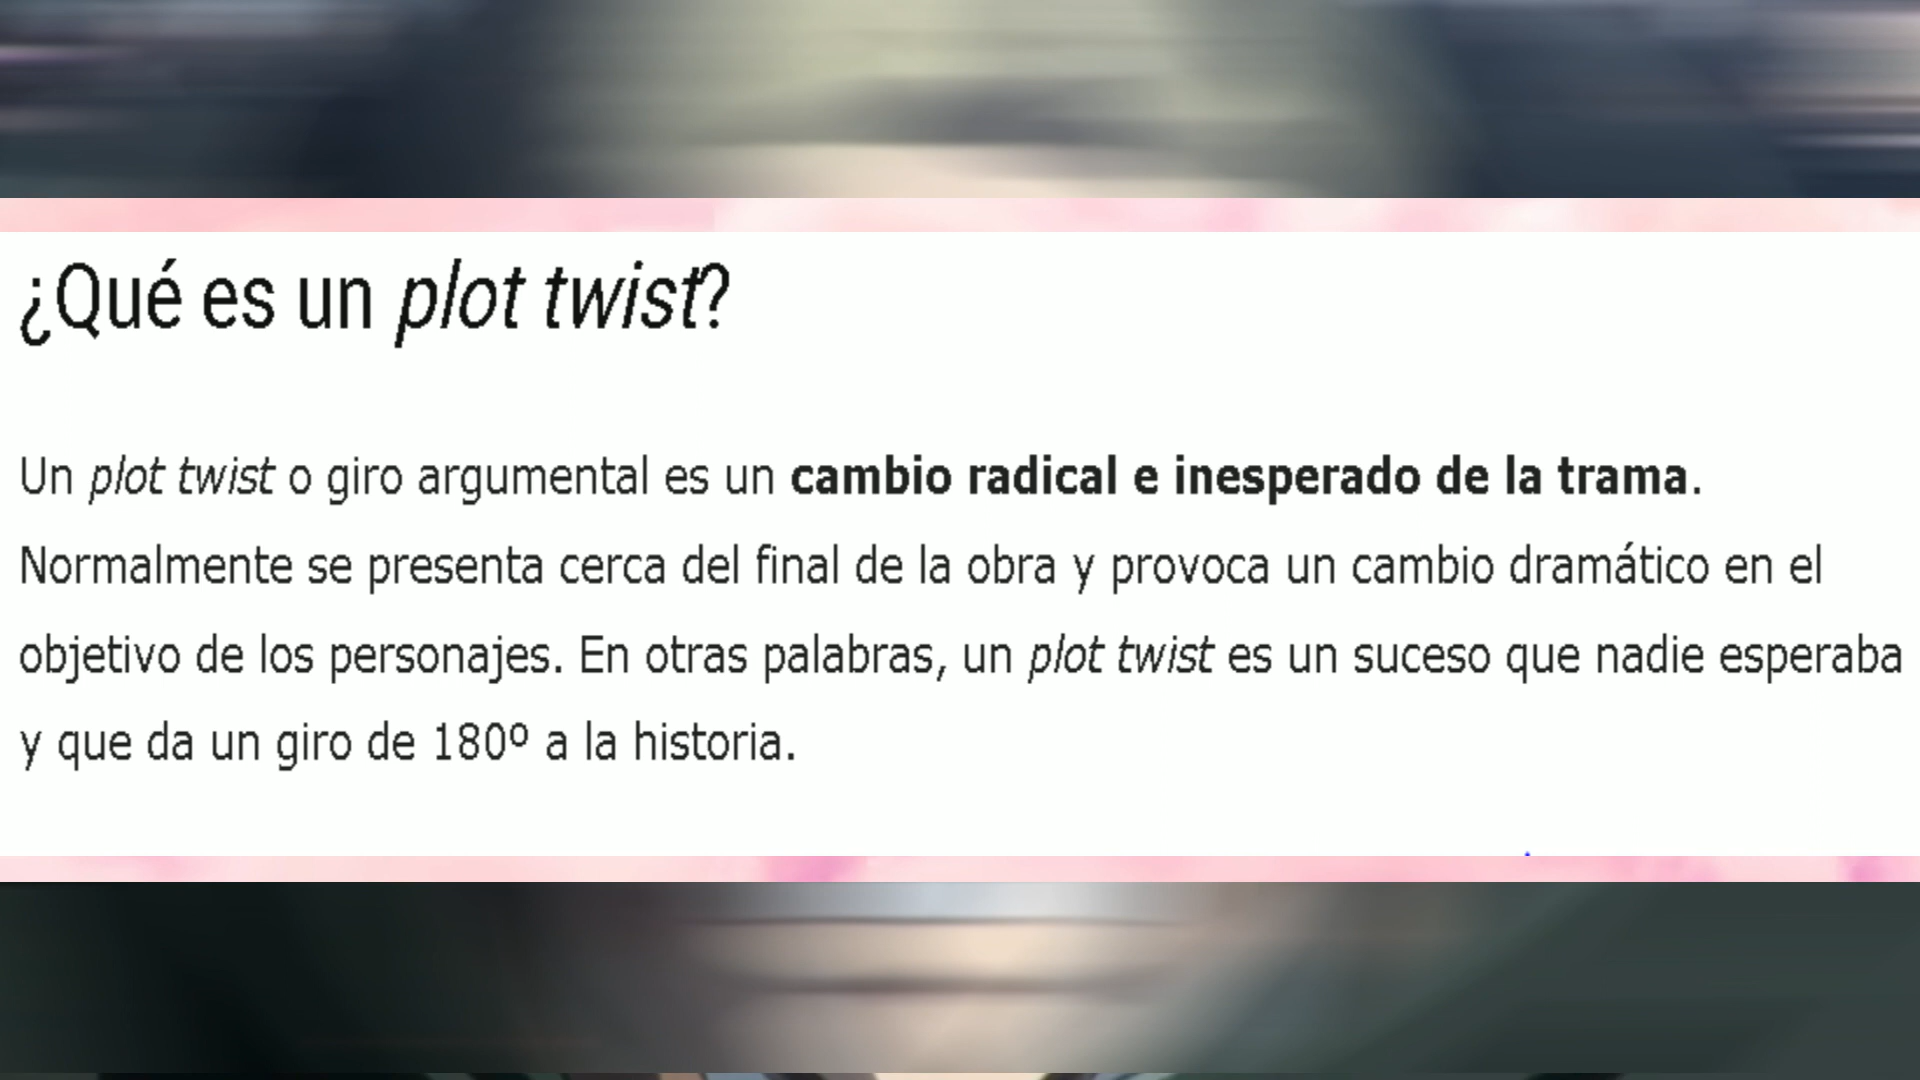 ¿Qué es un plot twist?
Un plot twist o giro argumental es un cambio radical e inesperado de la trama.
Normalmente se presenta cerca del final de la obra y provoca un cambio dramático en el
objetivo de los personajes. En otras palabras, un plot twist es un suceso que nadie esperaba
y que da un giro de 180º a la historia.